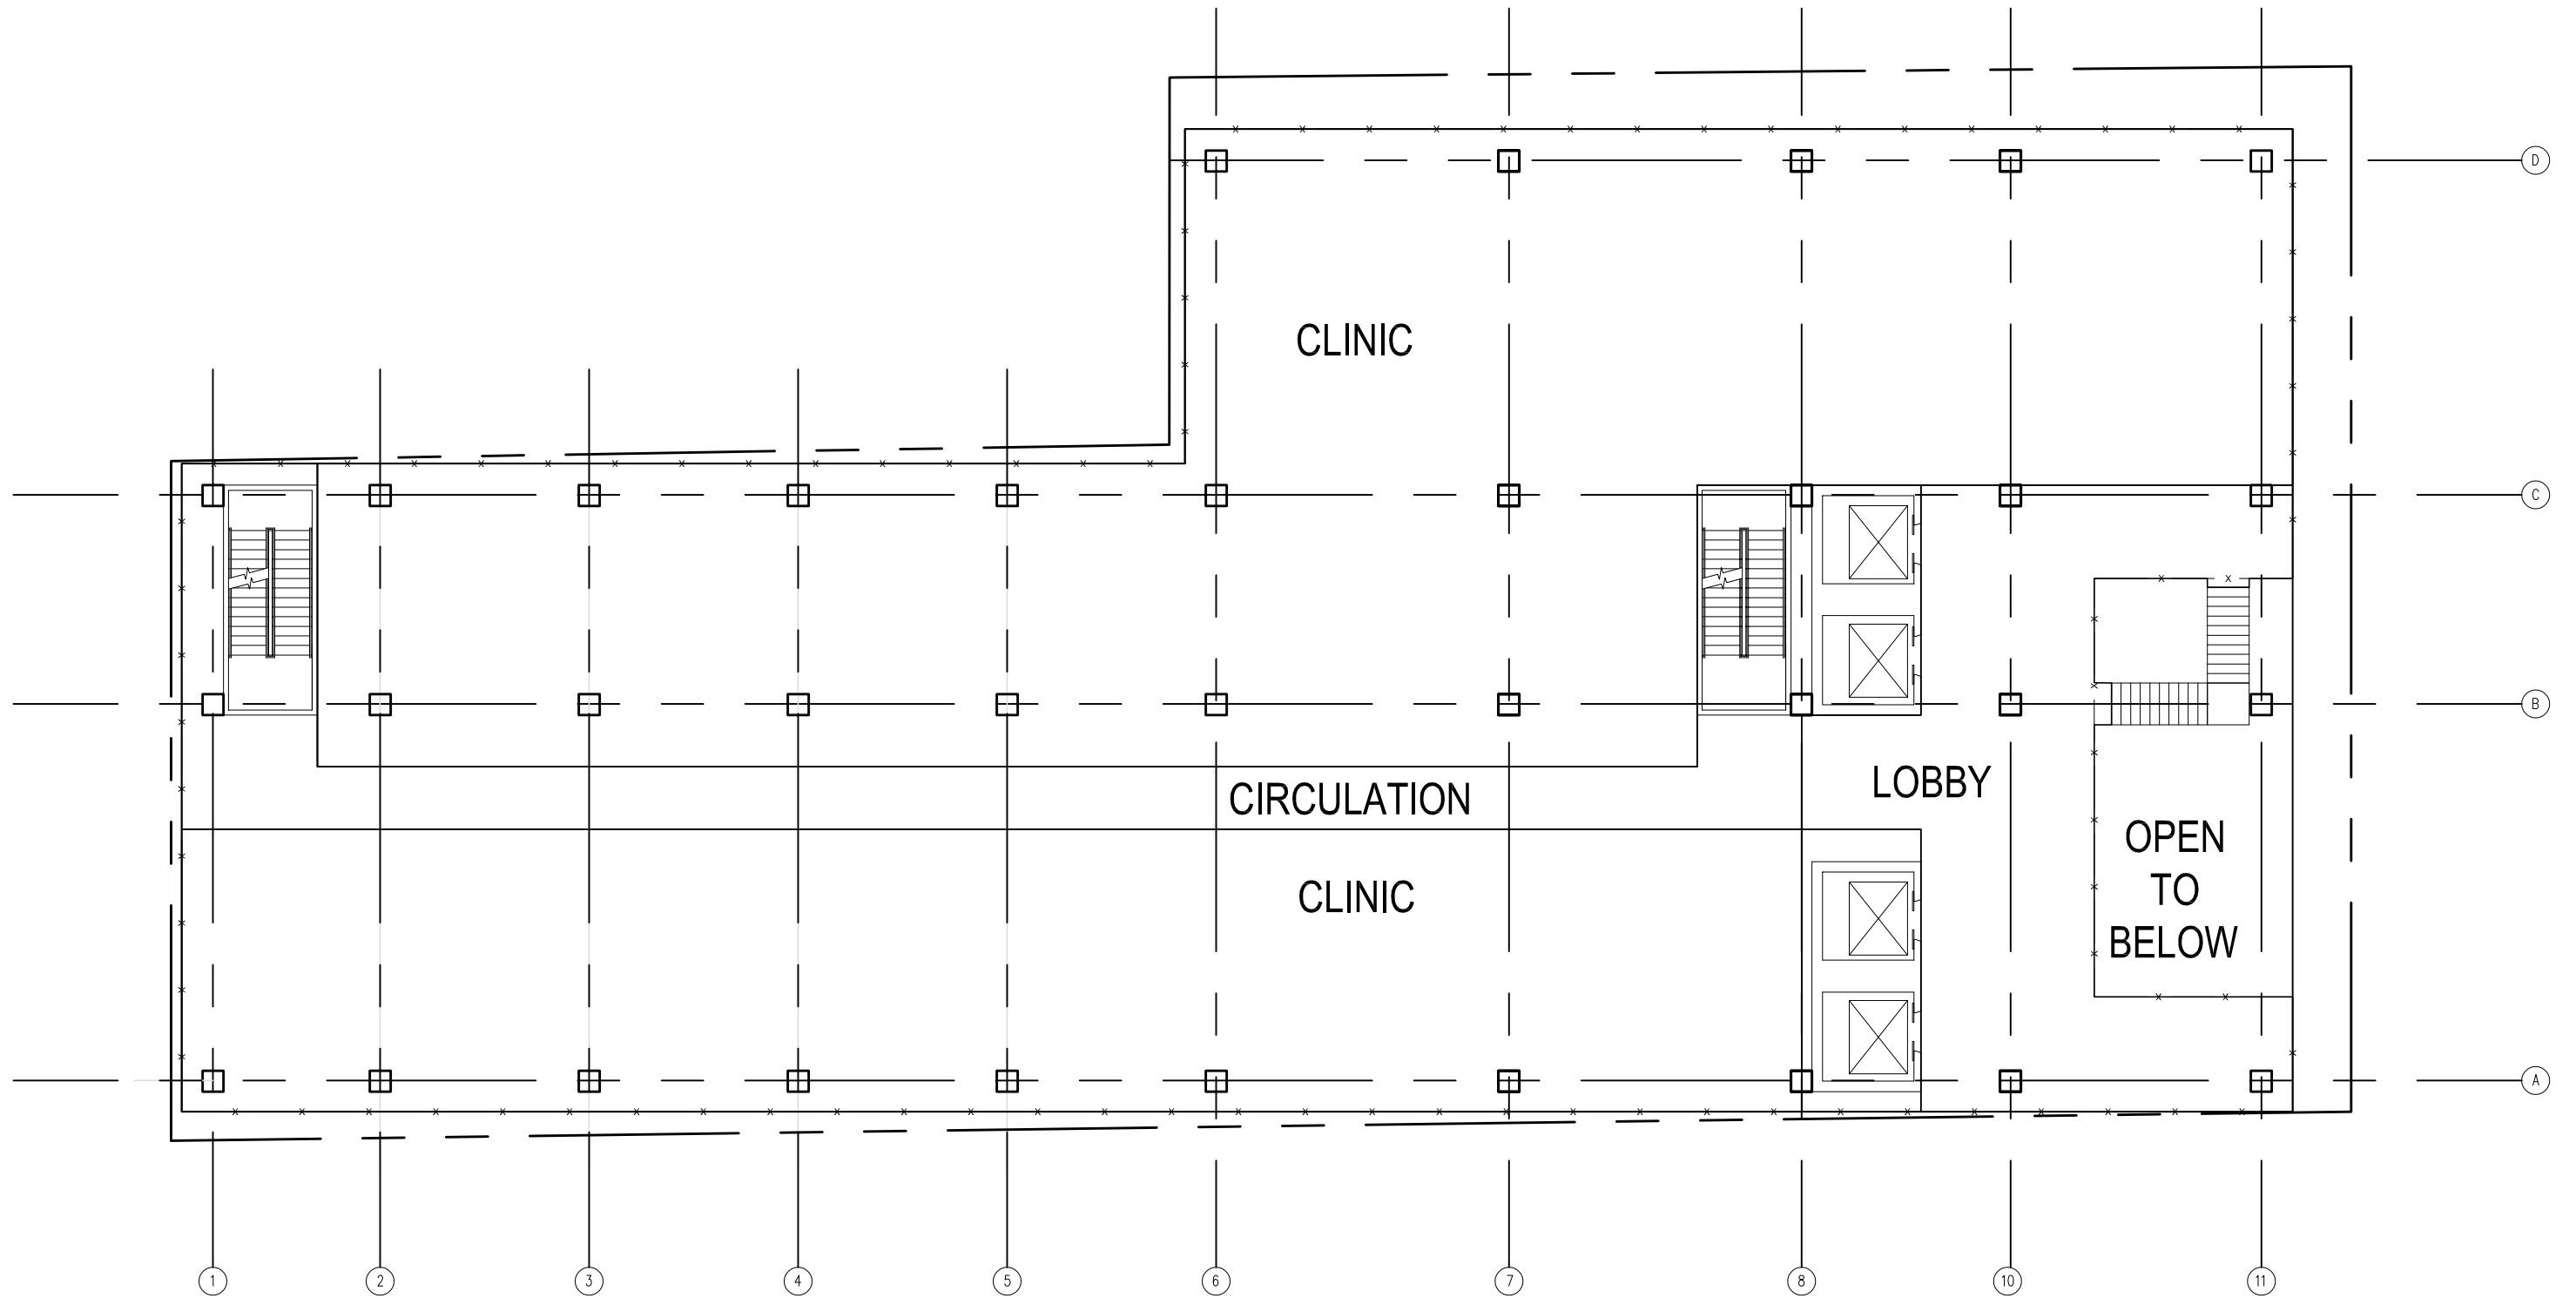 D
CLINIC
C
B
CIRCULATION
LOBBY
OPEN
TO
BELOW
CLINIC
A
1 2 3 4 5 6 7 8 10 11